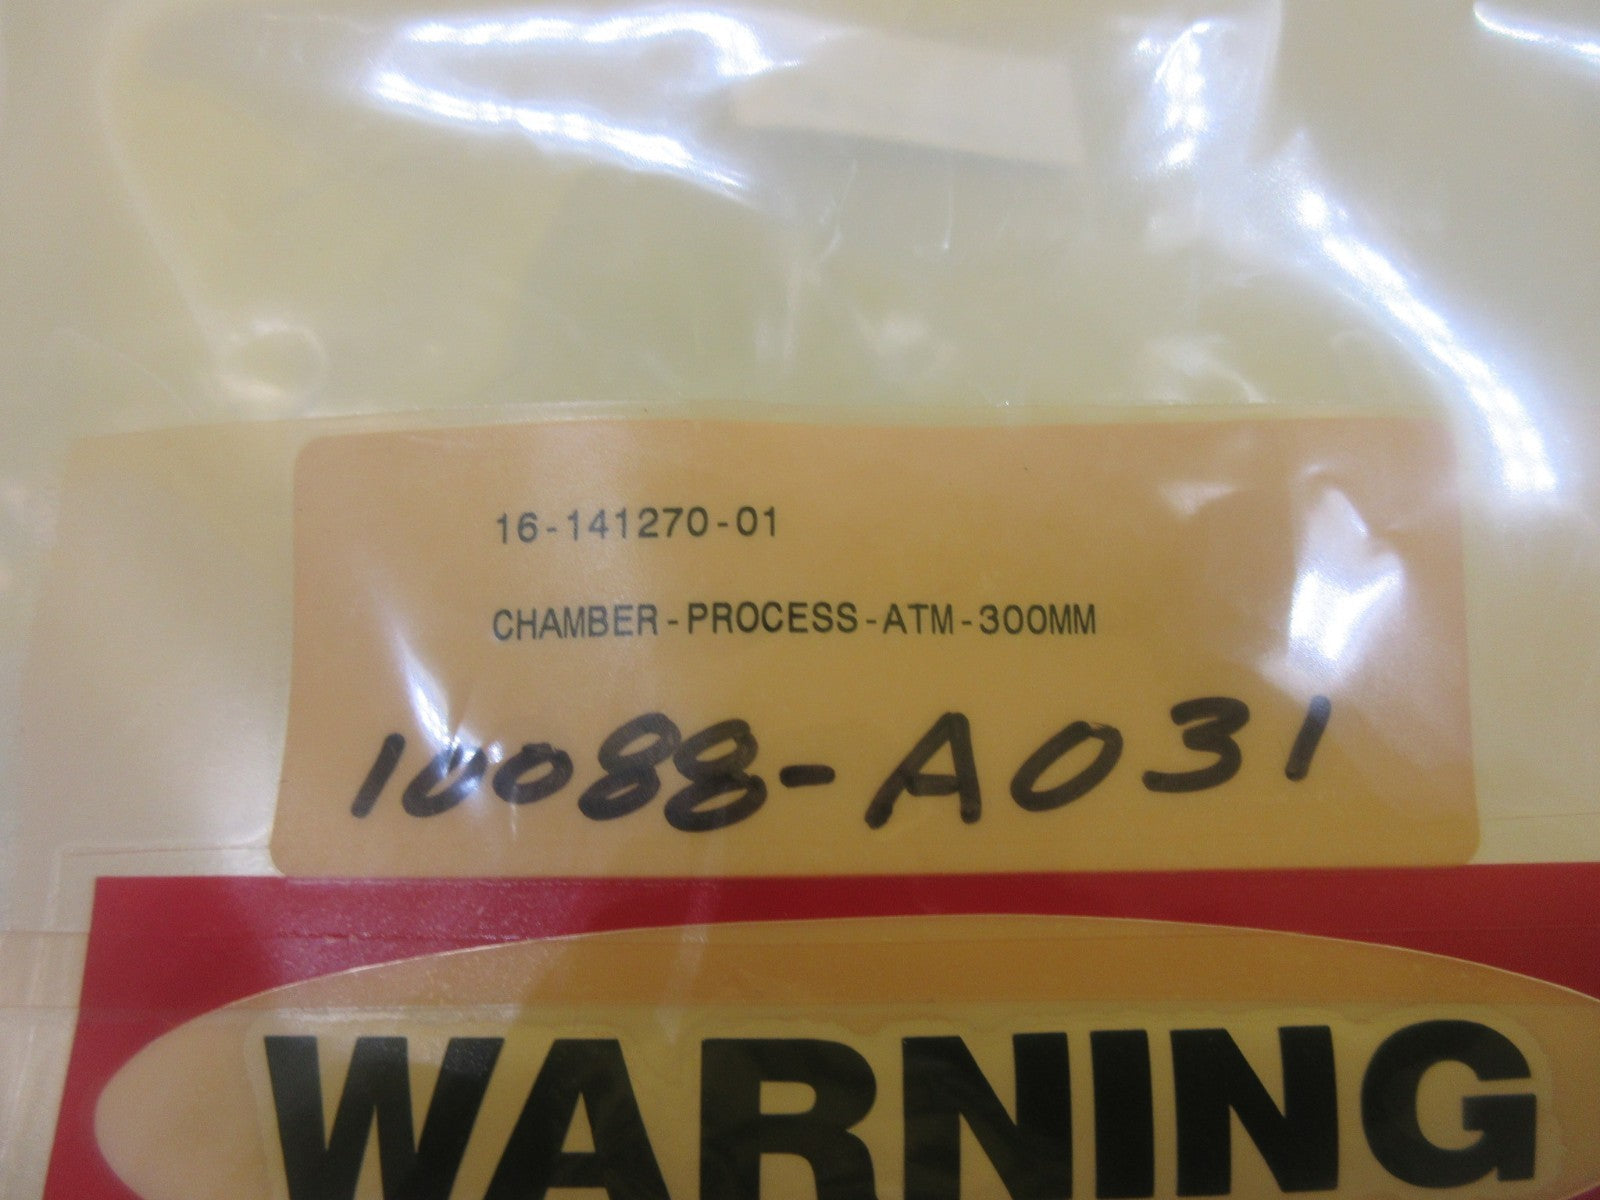 16-141270-01
CHAMBER-PROCESS-ATM-300MM
10088-A031
WARNING